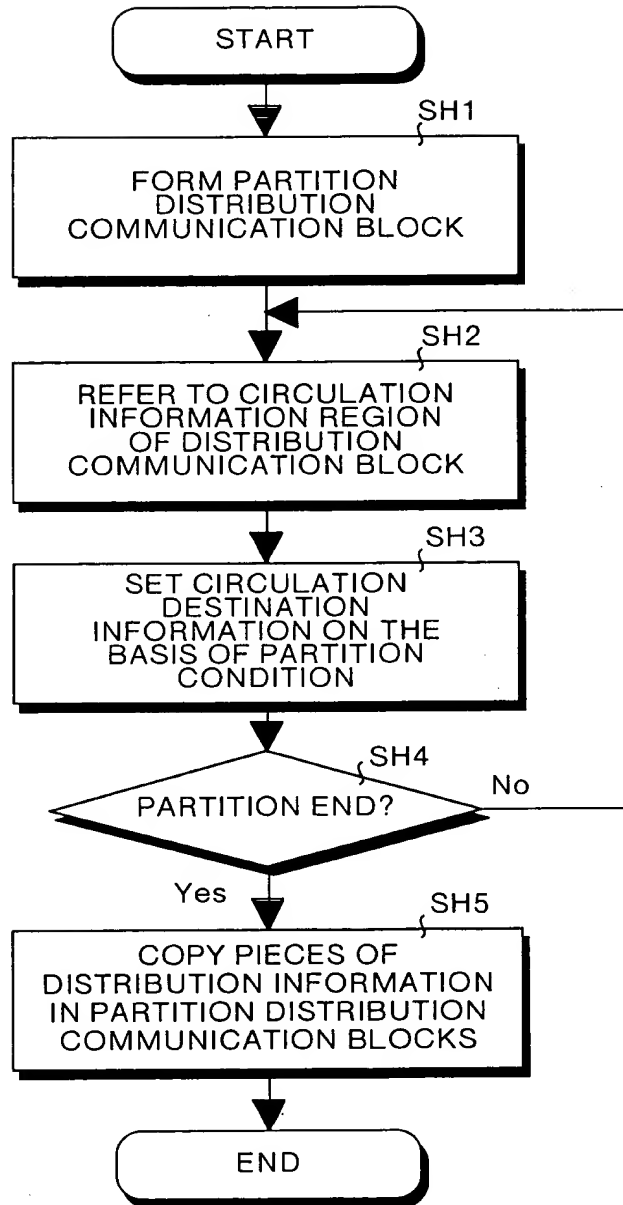 START
SH1
FORM PARTITION
DISTRIBUTION
COMMUNICATION BLOCK
SH2
REFER TO CIRCULATION
INFORMATION REGION
OF DISTRIBUTION
COMMUNICATION BLOCK
SH3
SET CIRCULATION
DESTINATION
INFORMATION ON THE
BASIS OF PARTITION
CONDITION
SH4
PARTITION END?
No
Yes
SH5
COPY PIECES OF
DISTRIBUTION INFORMATION
IN PARTITION DISTRIBUTION
COMMUNICATION BLOCKS
END